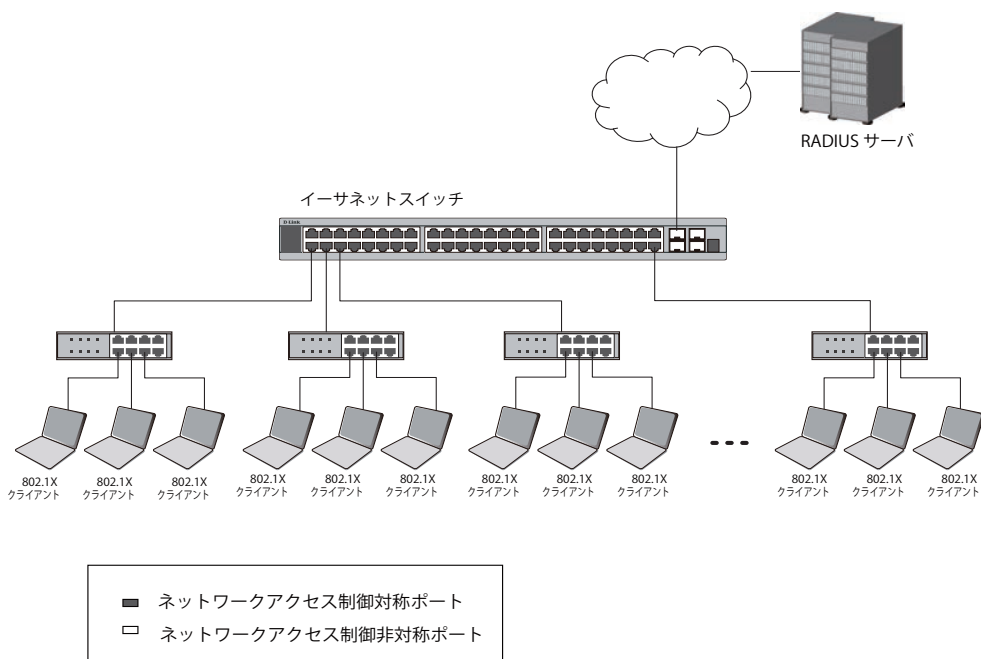 RADIUS サーバ
イーサネットスイッチ
D-Link
802.1X
クライアント
802.1X
クライアント
802.1X
クライアント
802.1X
クライアント
802.1X
クライアント
802.1X
クライアント
802.1X
クライアント
802.1X
クライアント
802.1X
クライアント
802.1X
クライアント
802.1X
クライアント
802.1X
クライアント
ネットワークアクセス制御対称ポート
ネットワークアクセス制御非対称ポート